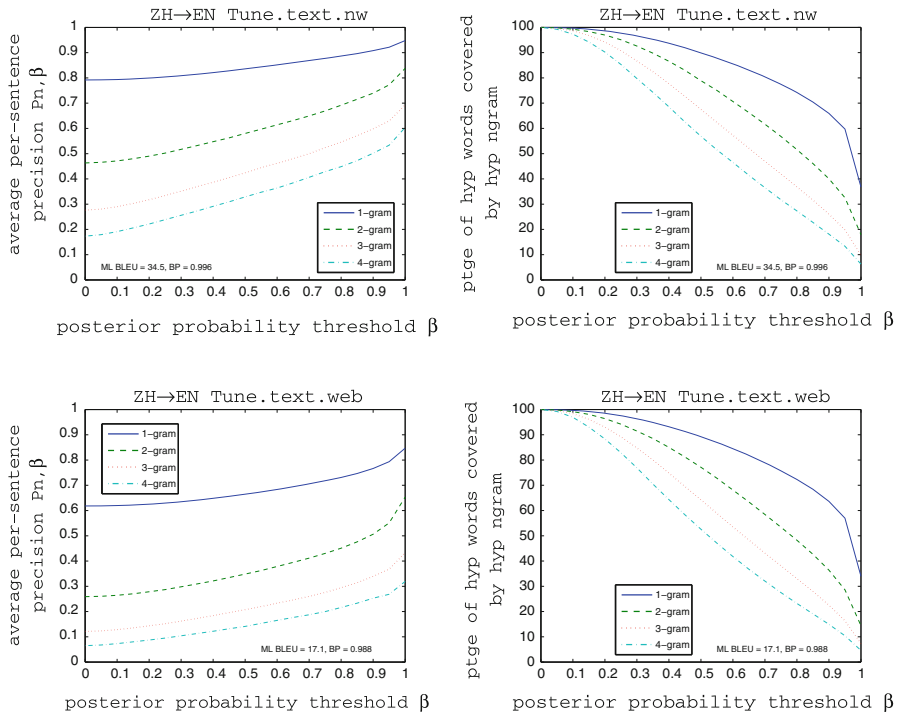 ZH→EN Tune.text.nw
1
0.9
0.8
0.7
0.6
0.5
0.4
0.3
0.2
0.1
0
average per-sentence
precision Pn,β
1-gram
2-gram
3-gram
4-gram
ML BLEU = 34.5, BP = 0.996
0 0.1 0.2 0.3 0.4 0.5 0.6 0.7 0.8 0.9 1
posterior probability threshold β
ZH→EN Tune.text.nw
100
90
80
70
60
50
40
30
20
10
0
ptge of hyp words covered
by hyp ngram
1-gram
2-gram
3-gram
4-gram
ML BLEU = 34.5, BP = 0.996
0 0.1 0.2 0.3 0.4 0.5 0.6 0.7 0.8 0.9 1
posterior probability threshold β
ZH→EN Tune.text.web
1
0.9
0.8
0.7
0.6
0.5
0.4
0.3
0.2
0.1
0
average per-sentence
precision Pn,β
1-gram
2-gram
3-gram
4-gram
ML BLEU = 17.1, BP = 0.988
0 0.1 0.2 0.3 0.4 0.5 0.6 0.7 0.8 0.9 1
posterior probability threshold β
ZH→EN Tune.text.web
100
90
80
70
60
50
40
30
20
10
0
ptge of hyp words covered
by hyp ngram
1-gram
2-gram
3-gram
4-gram
ML BLEU = 17.1, BP = 0.988
0 0.1 0.2 0.3 0.4 0.5 0.6 0.7 0.8 0.9 1
posterior probability threshold β